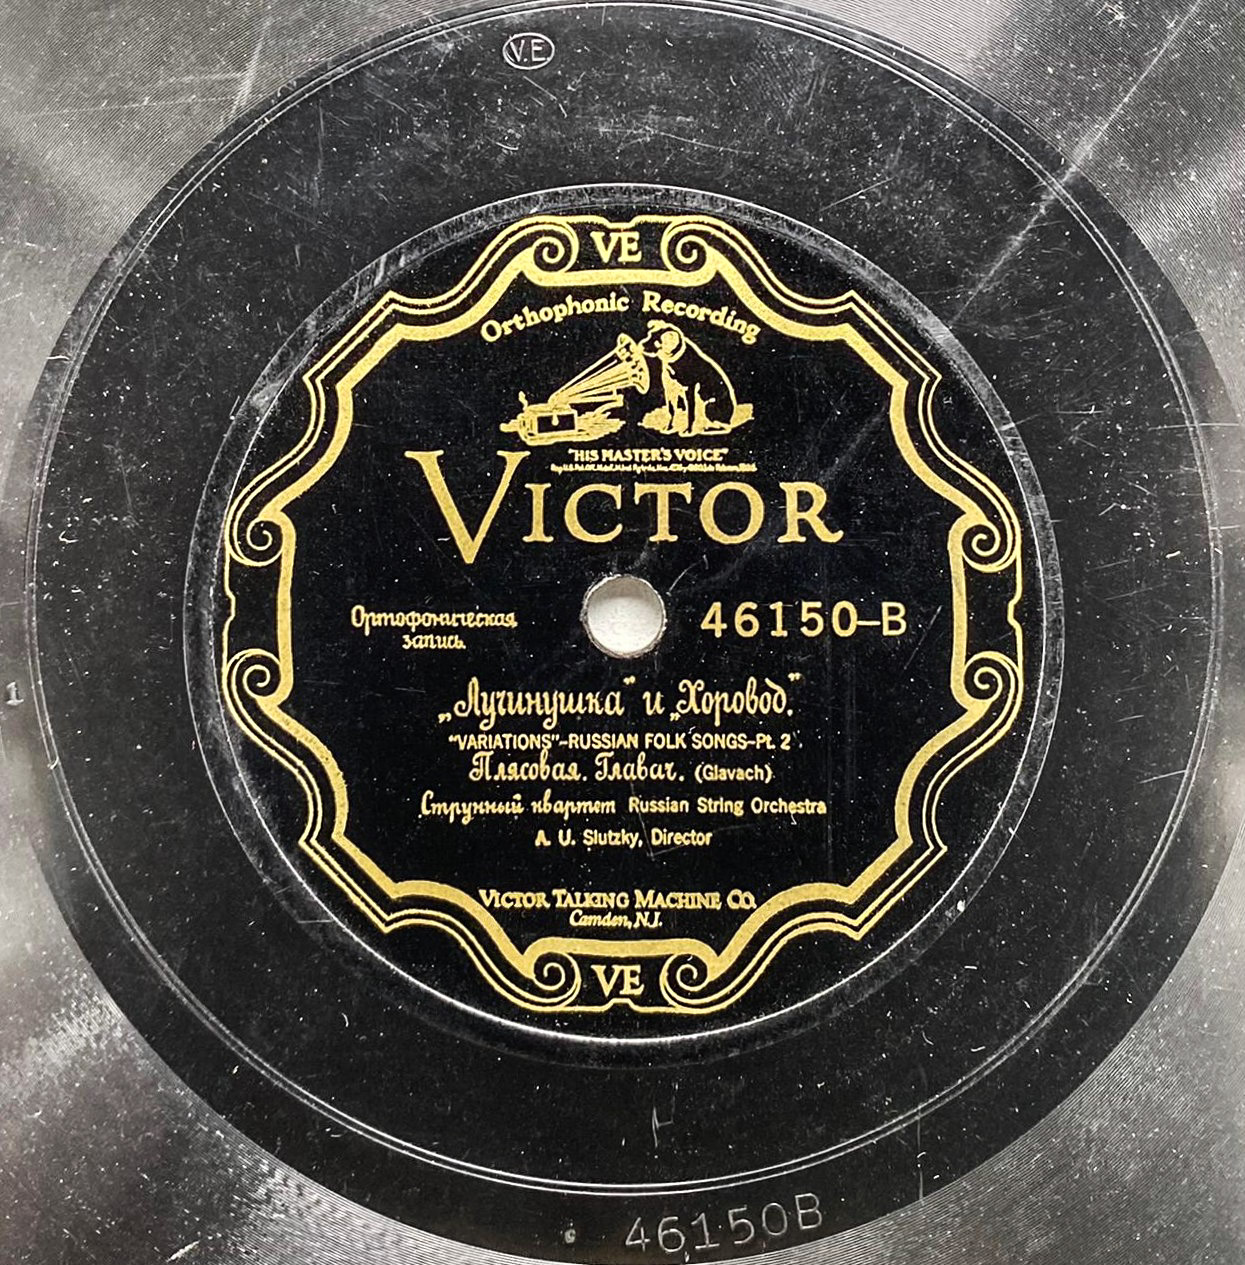 V.E.
VE
Orthophonic Recording
"HIS MASTER'S VOICE"
VICTOR
Ортофоническая
запись.
46150–B
„Лучинушка“ и „Хоровод.“
"VARIATIONS"–RUSSIAN FOLK SONGS–Pt. 2
Плясовая. Главач. (Glavach)
Струнный квартет Russian String Orchestra
A. U. Slutzky, Director
VICTOR TALKING MACHINE CO.
Camden, N.J.
VE
1
46150B